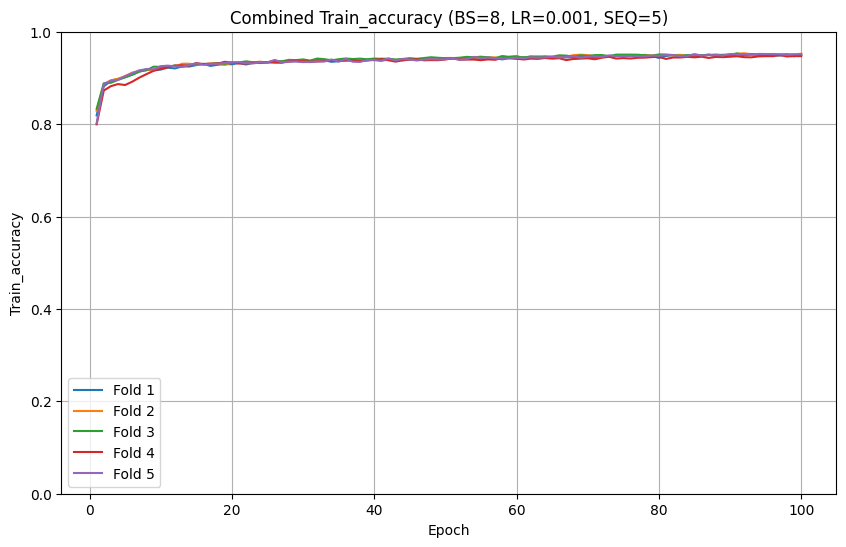 Combined Train_accuracy (BS=8, LR=0.001, SEQ=5)
Train_accuracy
1.0
0.8
0.6
0.4
0.2
0.0
Fold 1
Fold 2
Fold 3
Fold 4
Fold 5
0 20 40 60 80 100
Epoch